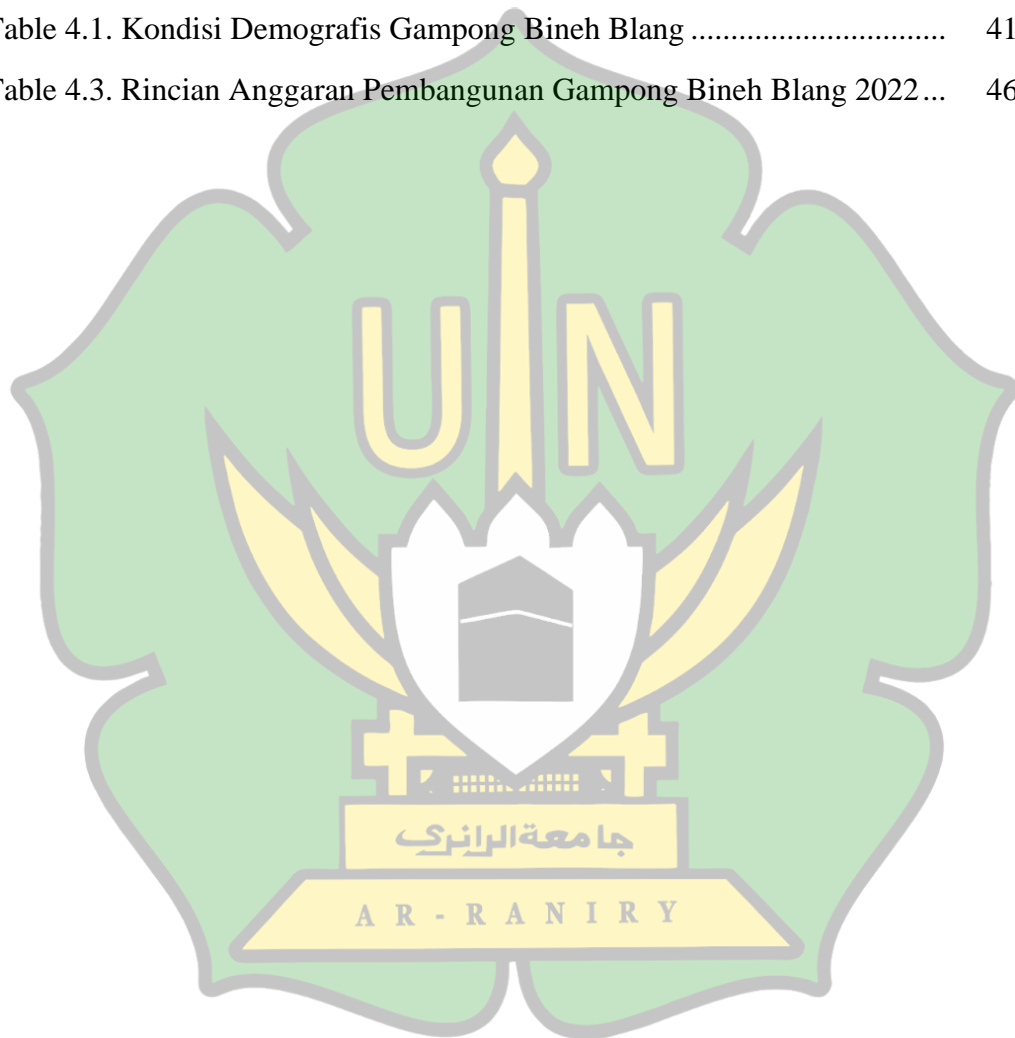 Table 4.1. Kondisi Demografis Gampong Bineh Blang ................................ 41
Table 4.3. Rincian Anggaran Pembangunan Gampong Bineh Blang 2022... 46
UIN
جامعة الرانري
AR-RANIRY